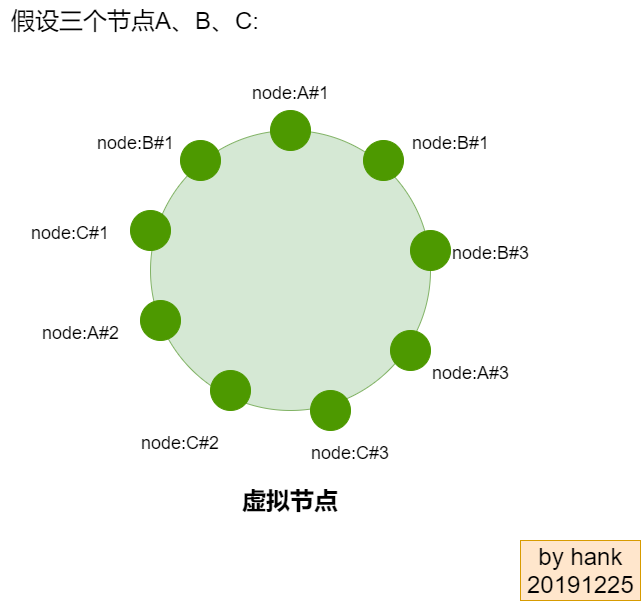 假设三个节点A、B、C:
node:A#1
node:B#1
node:B#1
node:C#1
node:B#3
node:A#2
node:A#3
node:C#2
node:C#3
虚拟节点
by hank
20191225